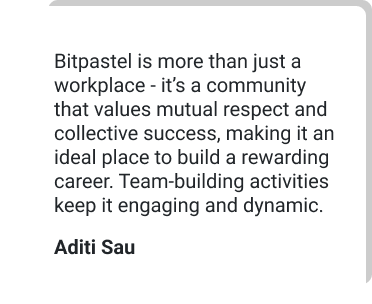 Bitpastel is more than just a
workplace - it’s a community
that values mutual respect and
collective success, making it an
ideal place to build a rewarding
career. Team-building activities
keep it engaging and dynamic.
Aditi Sau